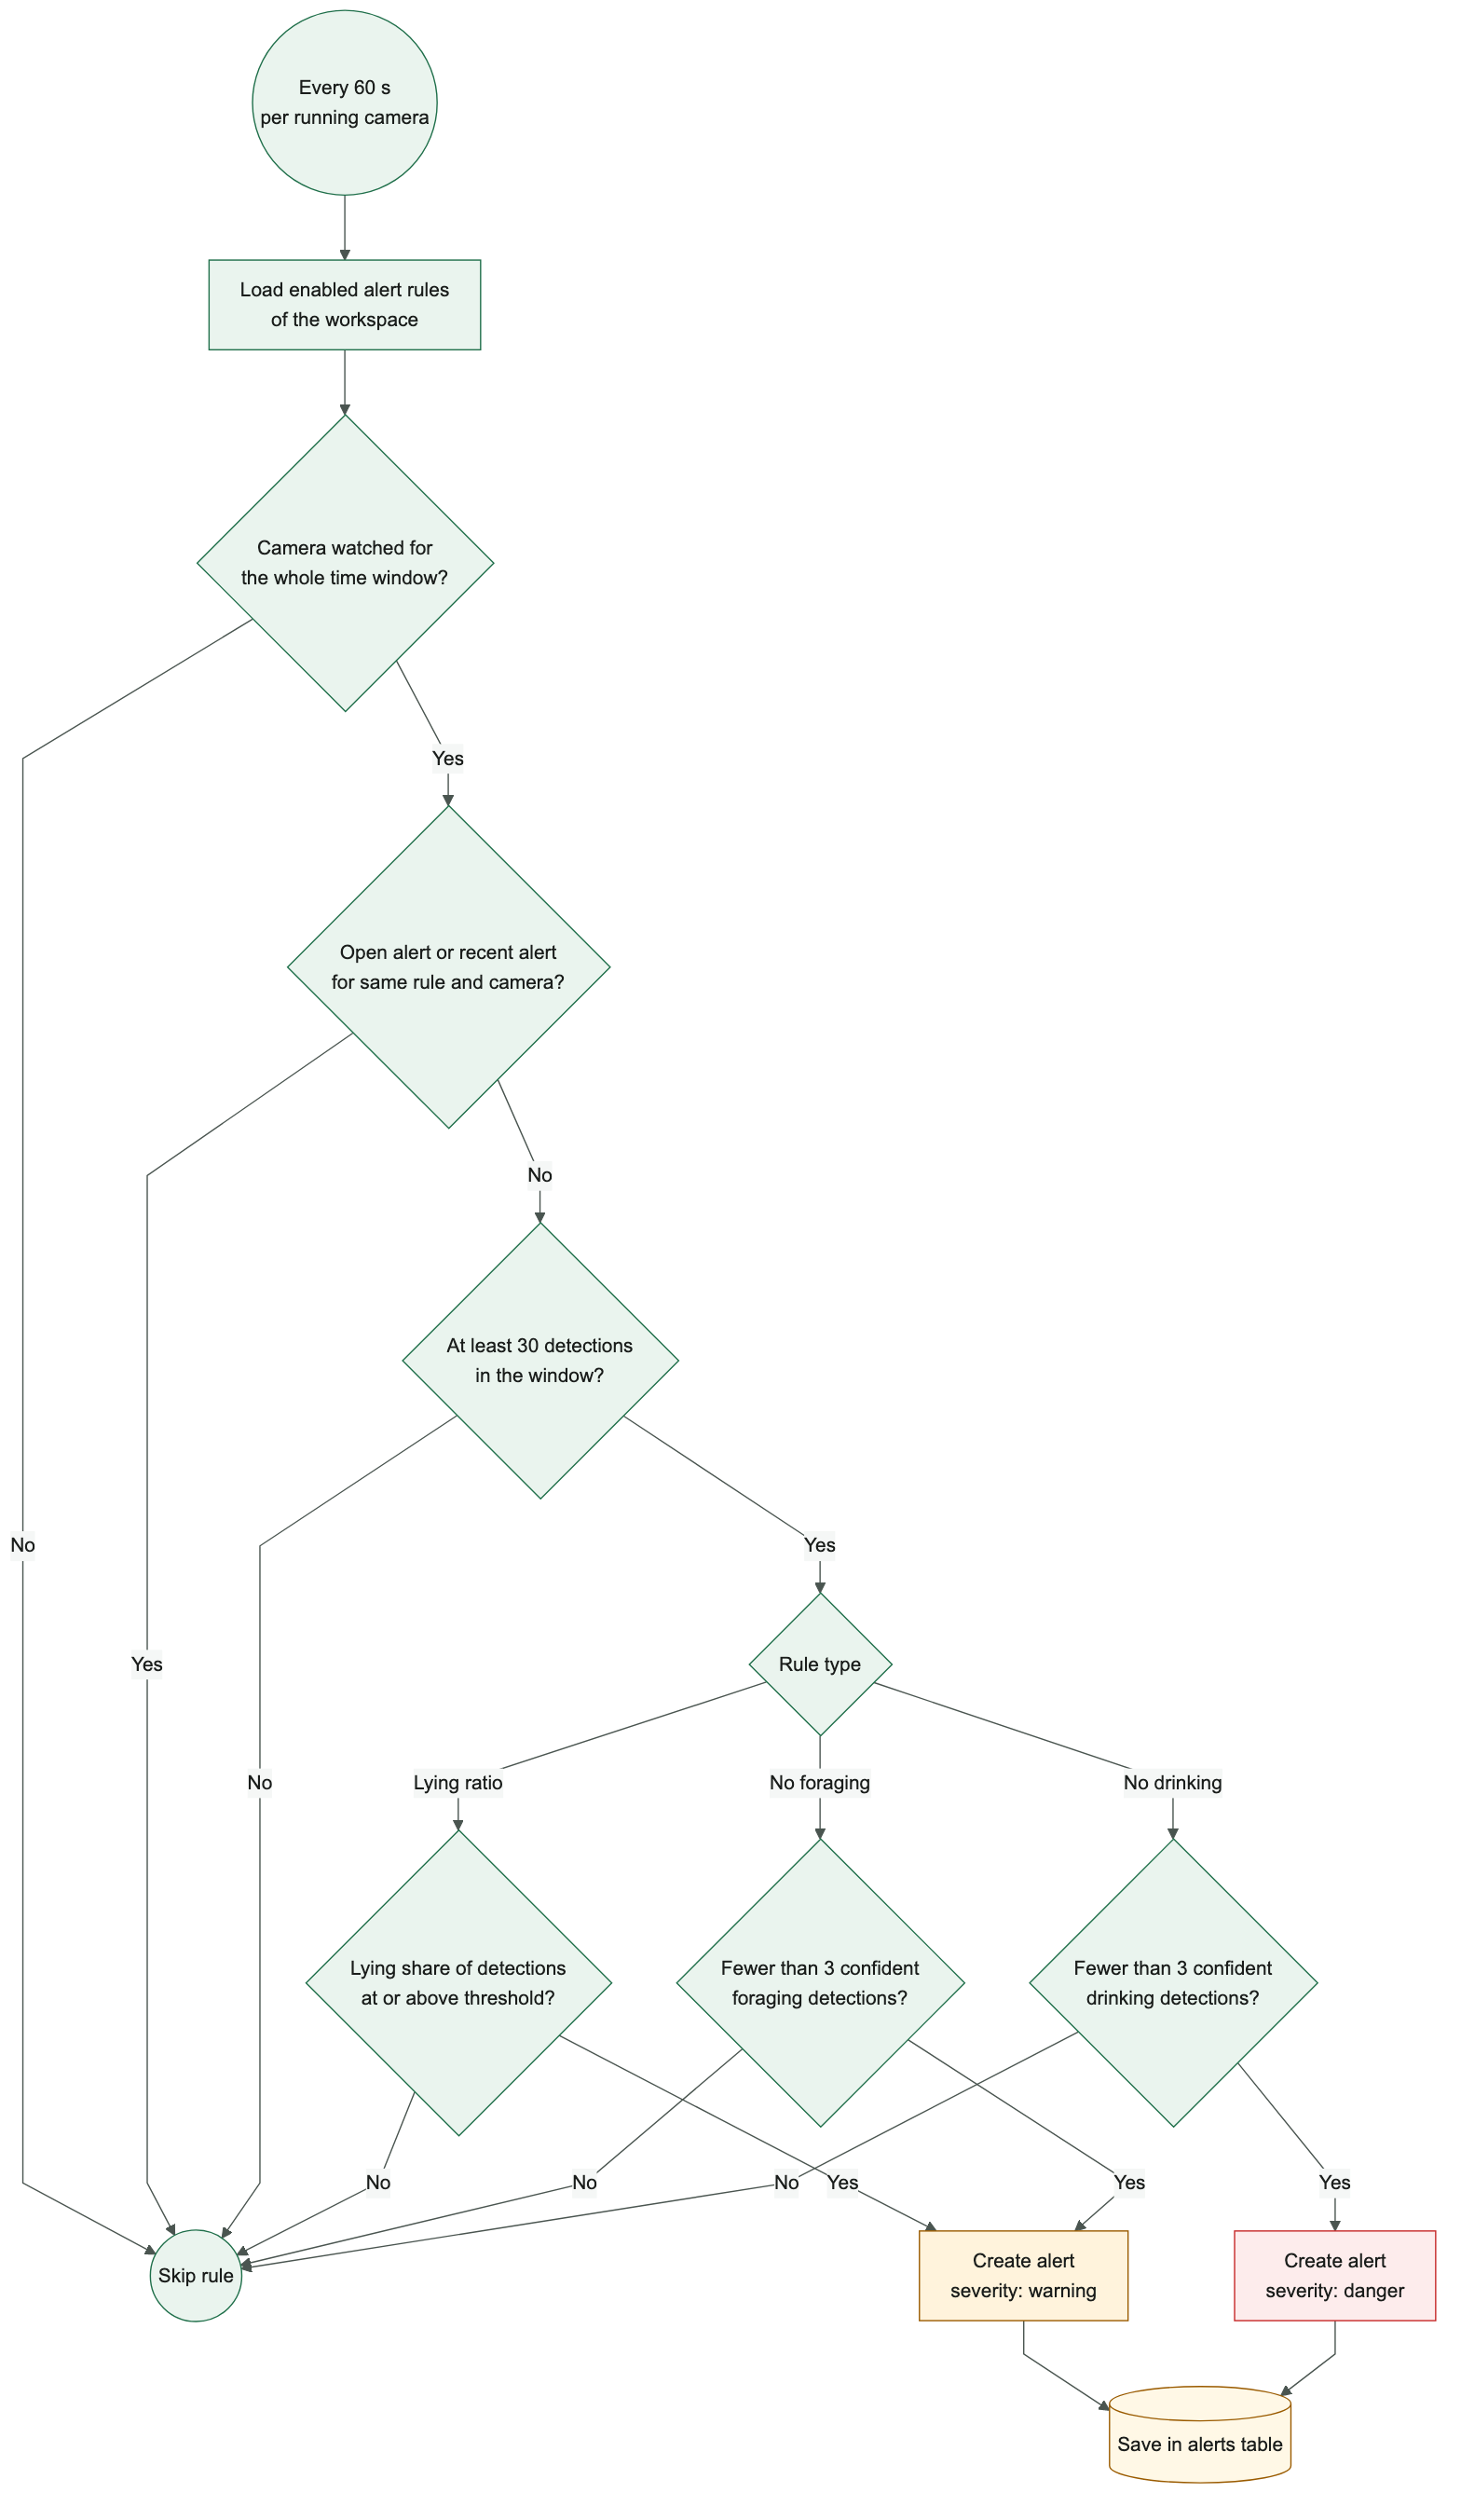 Every 60 s
per running camera
Load enabled alert rules
of the workspace
Camera watched for
the whole time window?
Yes
Open alert or recent alert
for same rule and camera?
No
At least 30 detections
in the window?
No
Yes
Yes
Rule type
No
Lying ratio
No foraging
No drinking
Lying share of detections
at or above threshold?
Fewer than 3 confident
foraging detections?
Fewer than 3 confident
drinking detections?
No
No
No
Yes
Yes
Yes
Skip rule
Create alert
severity: warning
Create alert
severity: danger
Save in alerts table